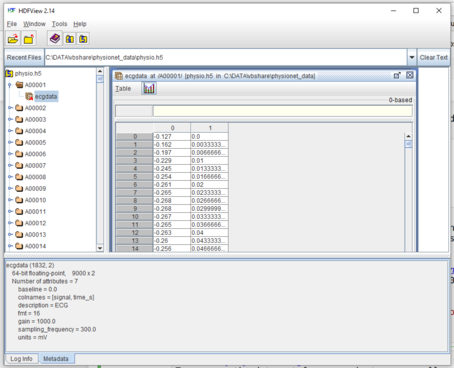 HDFView 2.14
File Window Tools Help
Recent Files C:\DATA\vbshare\physionet_data\physio.h5 Clear Text
physio.h5
A00001
ecgdata
A00002
A00003
A00004
A00005
A00006
A00007
A00008
A00009
A00010
A00011
A00012
A00013
A00014
ecgdata at /A00001/ [physio.h5 in C:\DATA\vbshare\physionet_data]
Table
0-based
0 1
0 -0.127 0.0
1 -0.162 0.0033333...
2 -0.197 0.0066666...
3 -0.229 0.01
4 -0.245 0.0133333...
5 -0.254 0.0166666...
6 -0.261 0.02
7 -0.265 0.0233333...
8 -0.268 0.0266666...
9 -0.268 0.0299999...
10 -0.267 0.0333333...
11 -0.265 0.0366666...
12 -0.263 0.04
13 -0.26 0.0433333...
14 -0.256 0.0466666...
ecgdata (1832, 2)
64-bit floating-point, 9000 x 2
Number of attributes = 7
baseline = 0.0
colnames = [signal, time_s]
description = ECG
fmt = 16
gain = 1000.0
sampling_frequency = 300.0
units = mV
Log Info Metadata